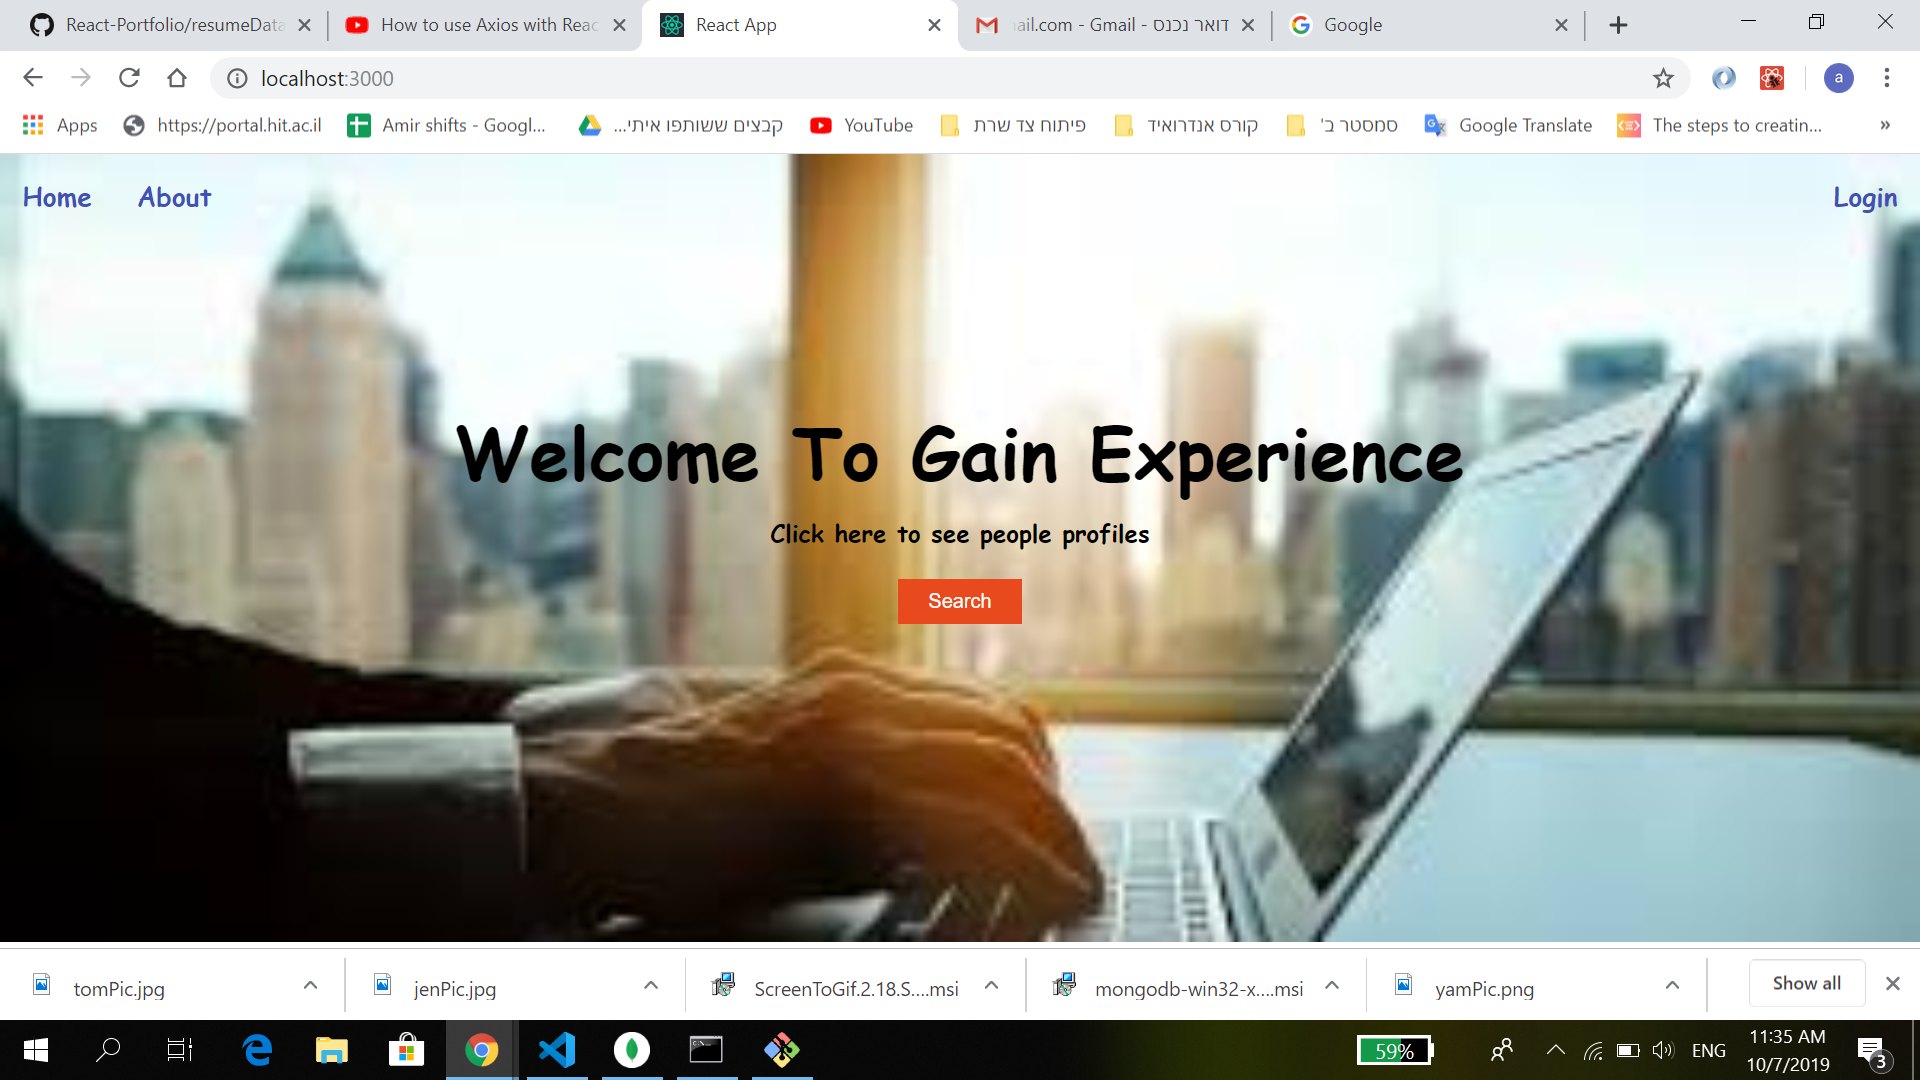 React-Portfolio/resumeData
How to use Axios with Reac
React App
ail.com - Gmail - דואר נכנס
Google
localhost:3000
a
Apps
https://portal.hit.ac.il
Amir shifts - Googl...
קבצים ששותפו איתי...
YouTube
פיתוח צד שרת
קורס אנדרואיד
סמסטר ב'
Google Translate
The steps to creatin...
»
Home
About
Login
Welcome To Gain Experience
Click here to see people profiles
Search
tomPic.jpg
jenPic.jpg
ScreenToGif.2.18.S....msi
mongodb-win32-x....msi
yamPic.png
Show all
59%
ENG
11:35 AM
10/7/2019
3